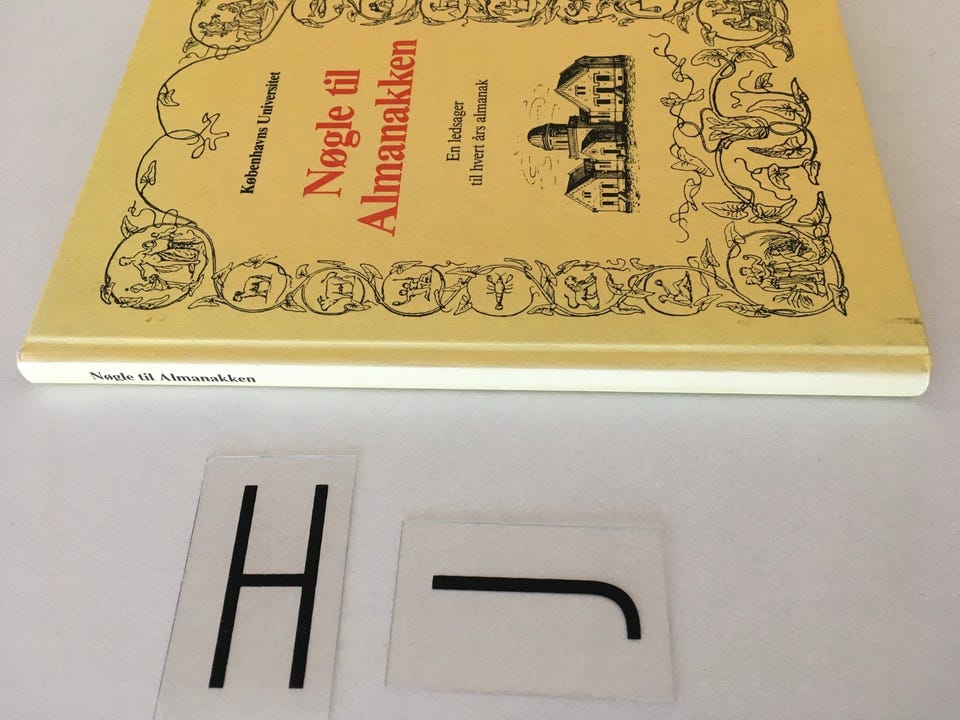 Københavns Universitet
Nøgle til
Almanakken
En ledsager
til hvert års almanak
Nøgle til Almanakken
H
J